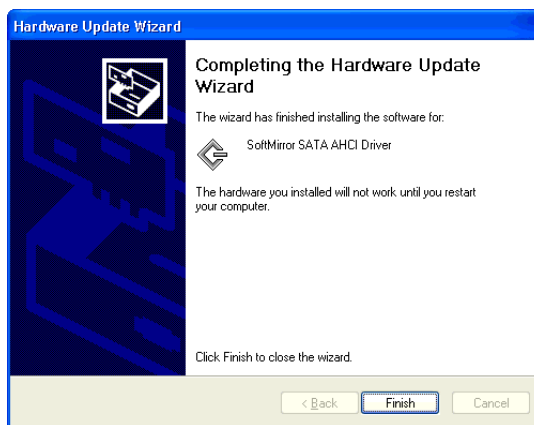 Hardware Update Wizard
Completing the Hardware Update
Wizard
The wizard has finished installing the software for:
SoftMirror SATA AHCI Driver
The hardware you installed will not work until you restart
your computer.
Click Finish to close the wizard.
< Back Finish Cancel